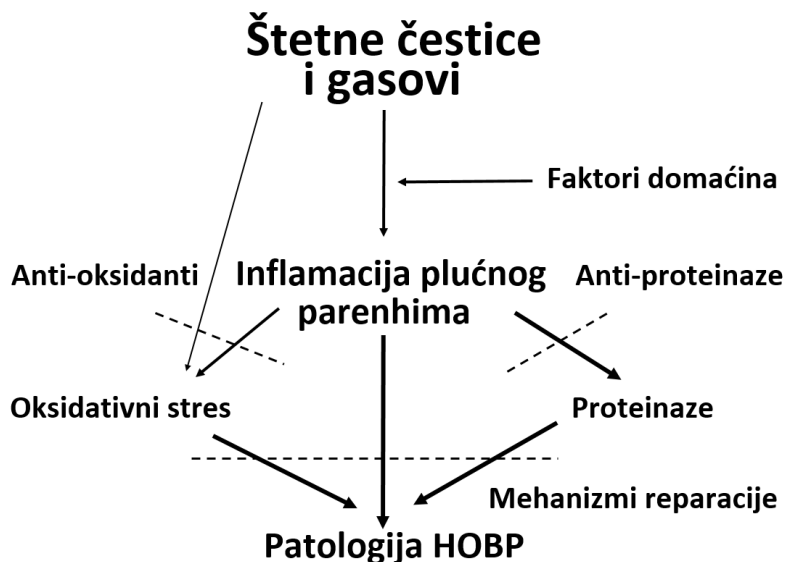 Štetne čestice
i gasovi
Faktori domaćina
Anti-oksidanti
Inflamacija plućnog
parenhima
Anti-proteinaze
Oksidativni stres
Proteinaze
Mehanizmi reparacije
Patologija HOBP